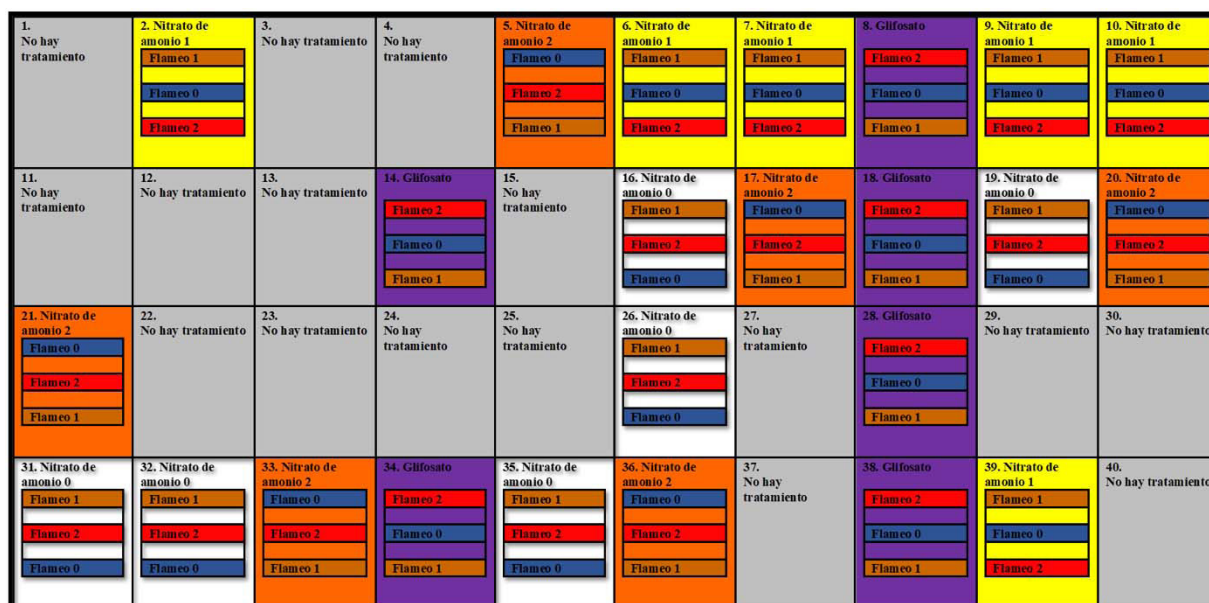 1.
No hay
tratamiento
2. Nitrato de
amonio 1
Flameo 1
Flameo 0
Flameo 2
3.
No hay tratamiento
4.
No hay
tratamiento
5. Nitrato de
amonio 2
Flameo 0
Flameo 2
Flameo 1
6. Nitrato de
amonio 1
Flameo 1
Flameo 0
Flameo 2
7. Nitrato de
amonio 1
Flameo 1
Flameo 0
Flameo 2
8. Glifosato
Flameo 2
Flameo 0
Flameo 1
9. Nitrato de
amonio 1
Flameo 1
Flameo 0
Flameo 2
10. Nitrato de
amonio 1
Flameo 1
Flameo 0
Flameo 2
11.
No hay
tratamiento
12.
No hay tratamiento
13.
No hay tratamiento
14. Glifosato
Flameo 2
Flameo 0
Flameo 1
15.
No hay
tratamiento
16. Nitrato de
amonio 0
Flameo 1
Flameo 2
Flameo 0
17. Nitrato de
amonio 2
Flameo 0
Flameo 2
Flameo 1
18. Glifosato
Flameo 2
Flameo 0
Flameo 1
19. Nitrato de
amonio 0
Flameo 1
Flameo 2
Flameo 0
20. Nitrato de
amonio 2
Flameo 0
Flameo 2
Flameo 1
21. Nitrato de
amonio 2
Flameo 0
Flameo 2
Flameo 1
22.
No hay tratamiento
23.
No hay tratamiento
24.
No hay
tratamiento
25.
No hay
tratamiento
26. Nitrato de
amonio 0
Flameo 1
Flameo 2
Flameo 0
27.
No hay
tratamiento
28. Glifosato
Flameo 2
Flameo 0
Flameo 1
29.
No hay tratamiento
30.
No hay tratamiento
31. Nitrato de
amonio 0
Flameo 1
Flameo 2
Flameo 0
32. Nitrato de
amonio 0
Flameo 1
Flameo 2
Flameo 0
33. Nitrato de
amonio 2
Flameo 0
Flameo 2
Flameo 1
34. Glifosato
Flameo 2
Flameo 0
Flameo 1
35. Nitrato de
amonio 0
Flameo 1
Flameo 2
Flameo 0
36. Nitrato de
amonio 2
Flameo 0
Flameo 2
Flameo 1
37.
No hay
tratamiento
38. Glifosato
Flameo 2
Flameo 0
Flameo 1
39. Nitrato de
amonio 1
Flameo 1
Flameo 0
Flameo 2
40.
No hay tratamiento